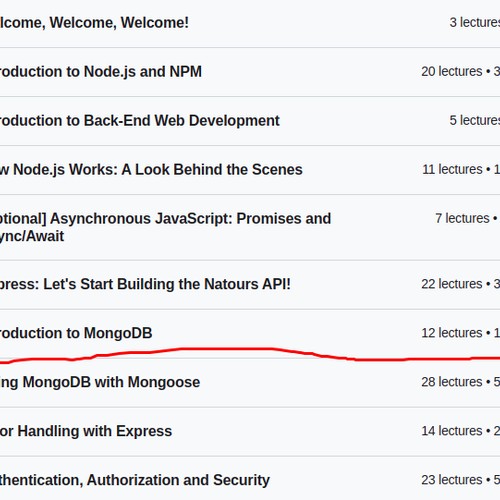 lcome, Welcome, Welcome!
3 lectures
roduction to Node.js and NPM
20 lectures • 3
roduction to Back-End Web Development
5 lectures
w Node.js Works: A Look Behind the Scenes
11 lectures • 1
ptional] Asynchronous JavaScript: Promises and
7 lectures •
ync/Await
press: Let's Start Building the Natours API!
22 lectures • 3
roduction to MongoDB
12 lectures • 1
ing MongoDB with Mongoose
28 lectures • 5
or Handling with Express
14 lectures • 2
thentication, Authorization and Security
23 lectures • 5